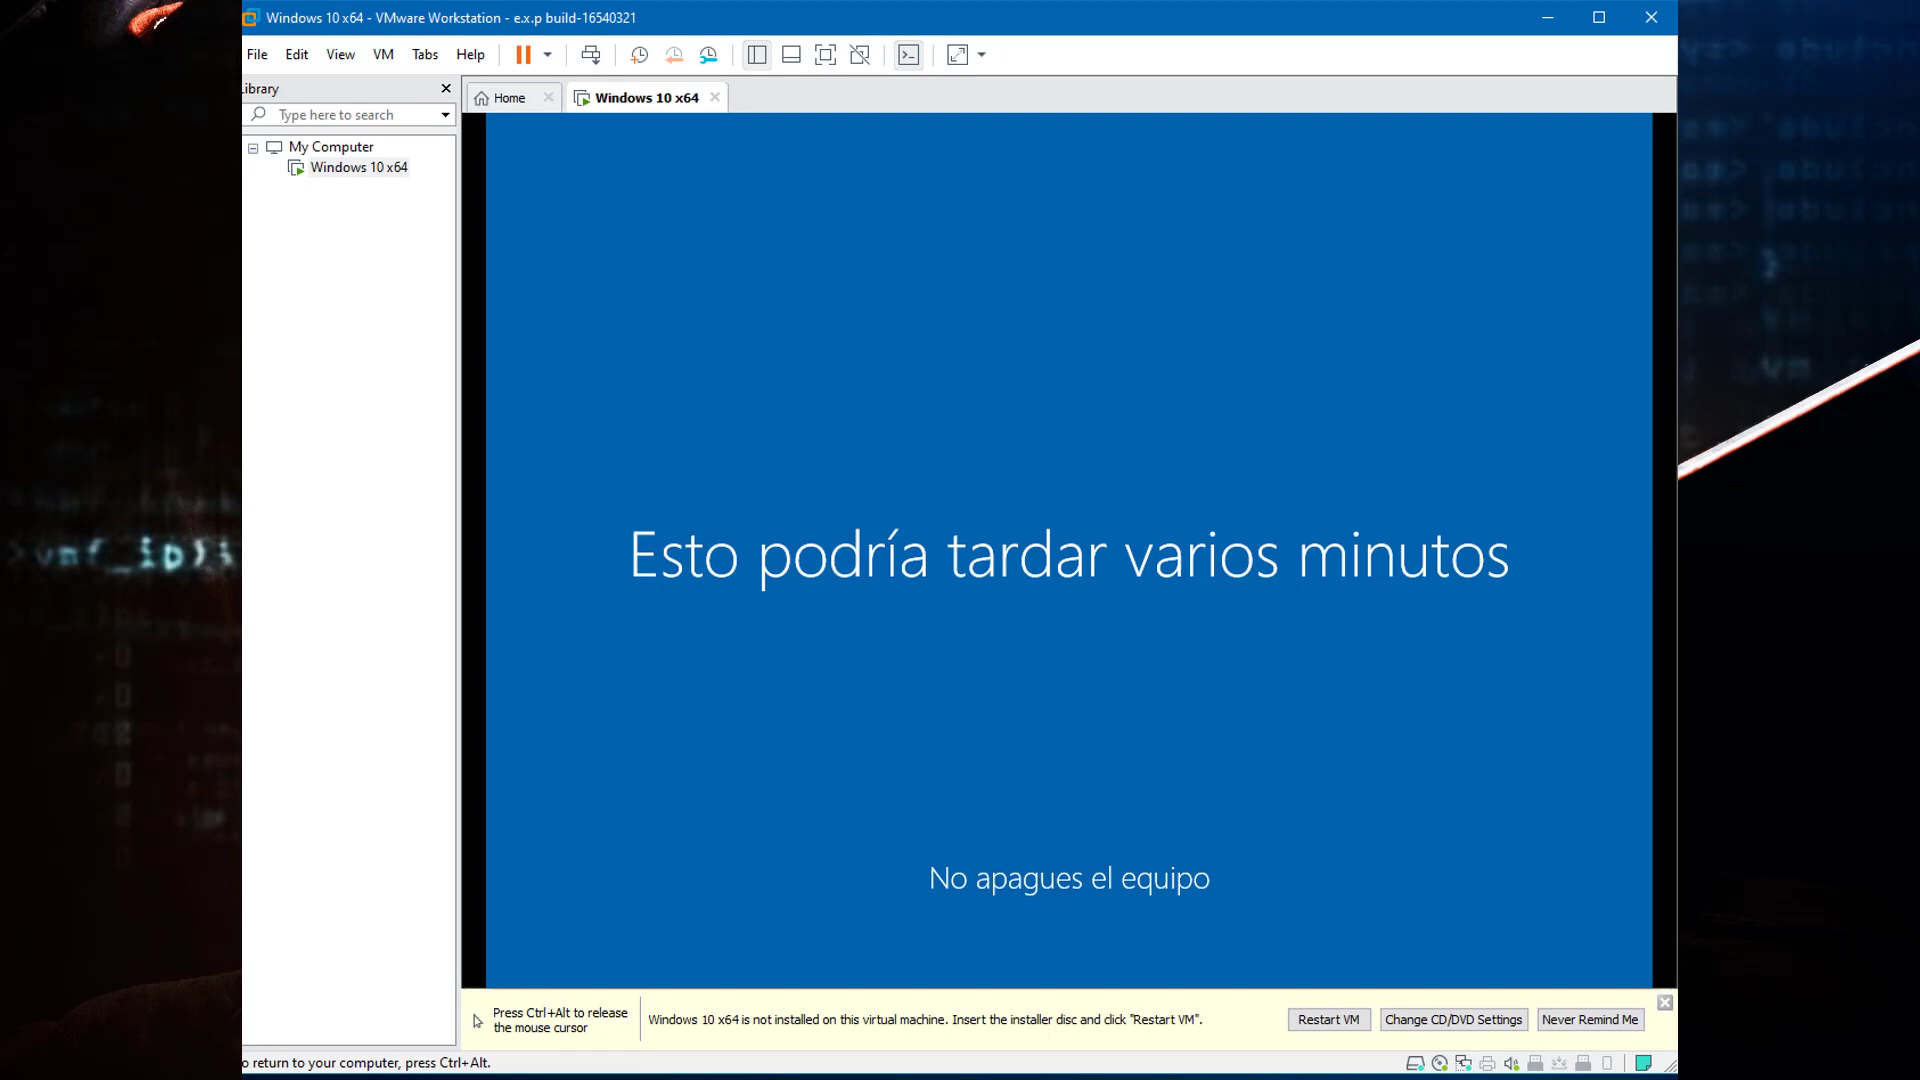 Windows 10 x64 - VMware Workstation - e.x.p build-16540321
File Edit View VM Tabs Help
Library
Type here to search
My Computer
Windows 10 x64
Home
Windows 10 x64
Esto podría tardar varios minutos
No apagues el equipo
Press Ctrl+Alt to release
the mouse cursor
Windows 10 x64 is not installed on this virtual machine. Insert the installer disc and click "Restart VM".
Restart VM
Change CD/DVD Settings
Never Remind Me
o return to your computer, press Ctrl+Alt.